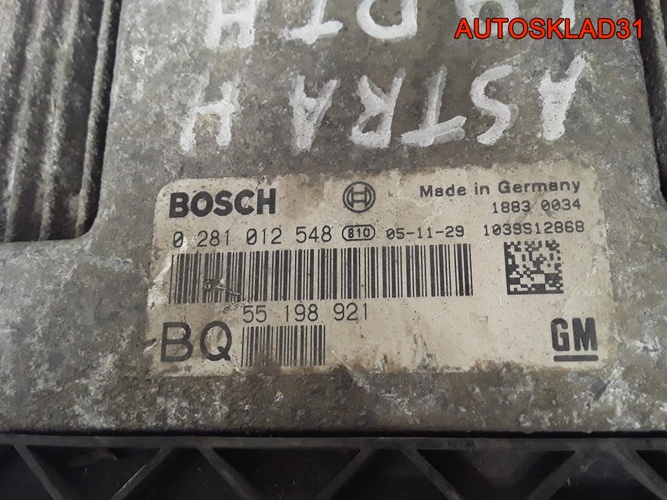 AUTOSKLAD31
1.9 DTH
ASTRA H
BOSCH
Made in Germany
1883 0034
0 281 012 548 810 05-11-29 1039S12868
55 198 921
BQ
GM